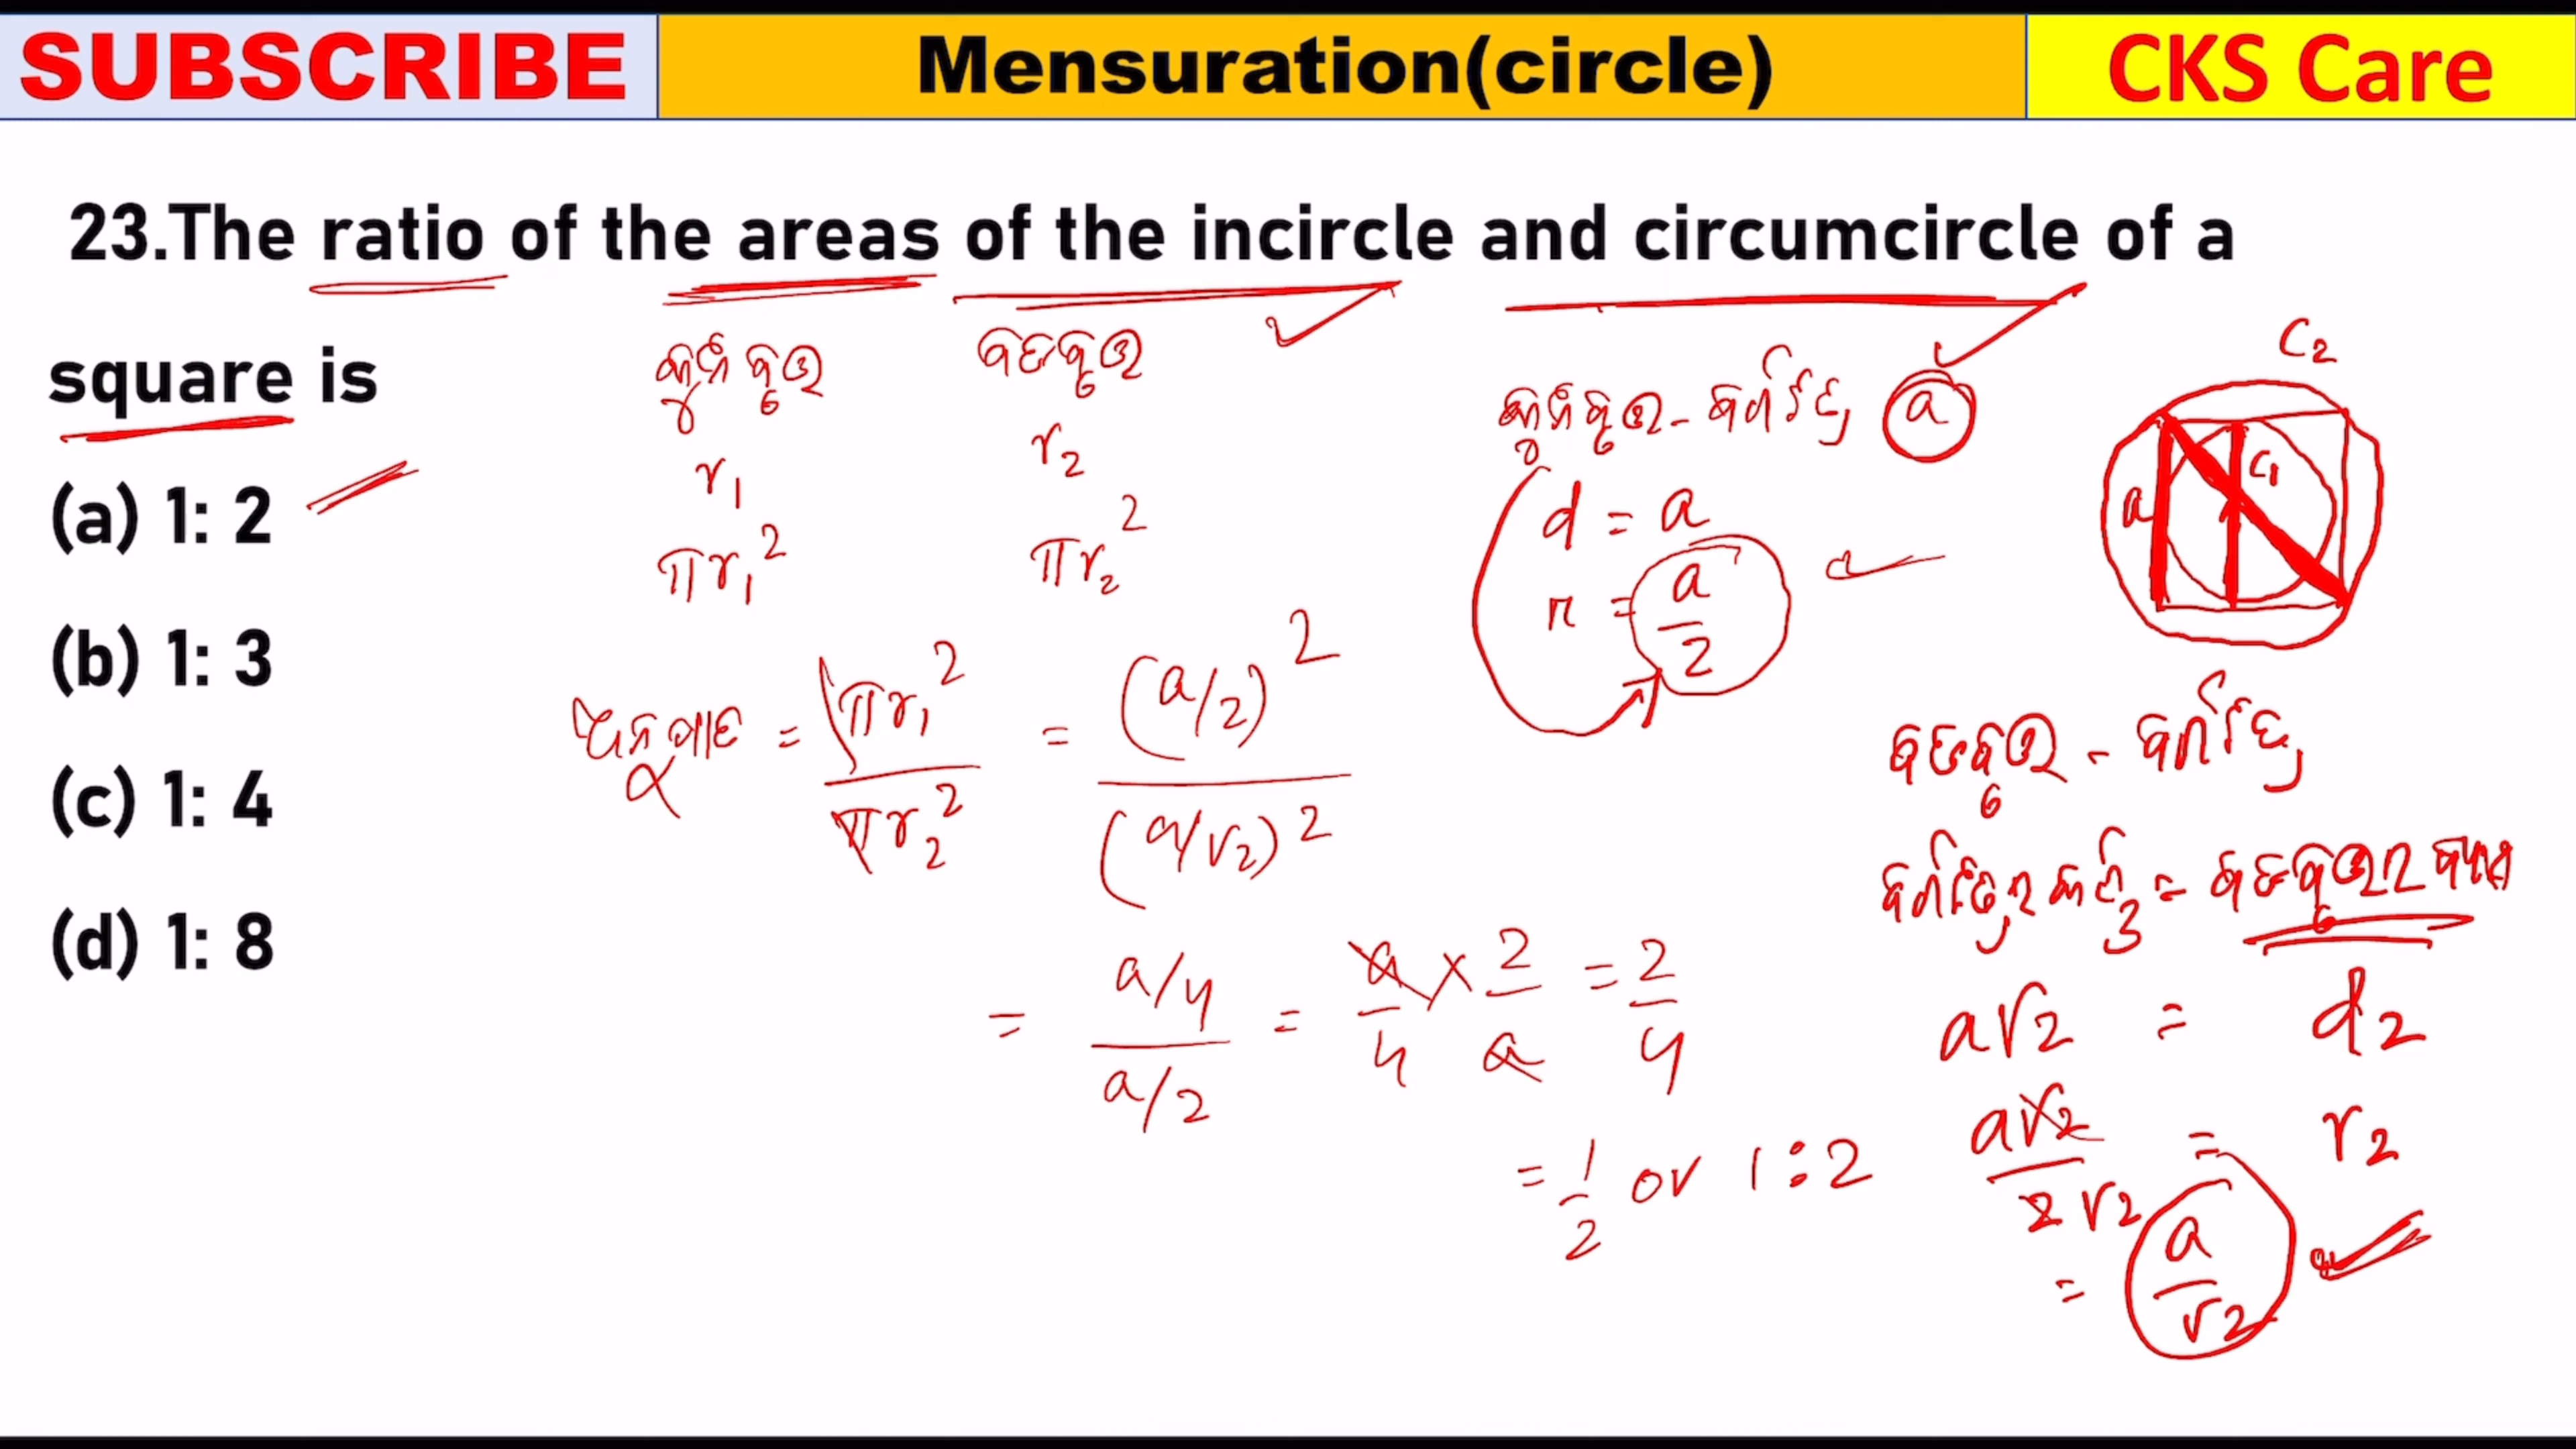 SUBSCRIBE
Mensuration(circle)
CKS Care
23.The ratio of the areas of the incircle and circumcircle of a
square is
(a) 1: 2
(b) 1: 3
(c) 1: 4
(d) 1: 8
ବଡବୃତ୍ତ
r₁
r₂
πr₁²
πr₂²
a
d = a
r = a/2
C₂
C₁
a
= πr₁²/πr₂² = (a/2)²/(a/√2)²
= a/4 / a/2 = a/4 × 2/a = 2/4
= 1/2 or 1:2
ବଡବୃତ୍ତ -
a√2 = d₂
a√2/2√2 = r₂
= a/√2